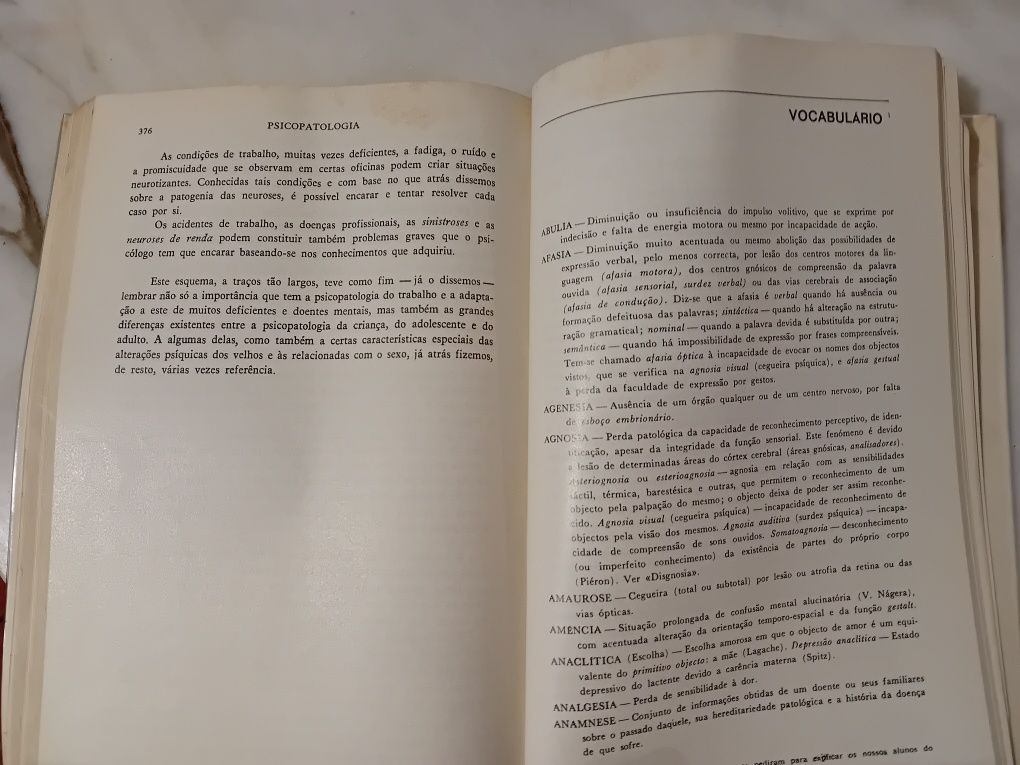 376
PSICOPATOLOGIA
As condições de trabalho, muitas vezes deficientes, a fadiga, o ruído e
a promiscuidade que se observam em certas oficinas podem criar situações
neurotizantes. Conhecidas tais condições e com base no que atrás dissemos
sobre a patogenia das neuroses, é possível encarar e tentar resolver cada
caso por si.
Os acidentes de trabalho, as doenças profissionais, as sinistroses e as
neuroses de renda podem constituir também problemas graves que o psi-
cólogo tem que encarar baseando-se nos conhecimentos que adquiriu.
Este esquema, a traços tão largos, teve como fim — já o dissemos —
lembrar não só a importância que tem a psicopatologia do trabalho e a adapta-
ção a este de muitos deficientes e doentes mentais, mas também as grandes
diferenças existentes entre a psicopatologia da criança, do adolescente e do
adulto. A algumas delas, como também a certas características especiais das
alterações psíquicas dos velhos e às relacionadas com o sexo, já atrás fizemos,
de resto, várias vezes referência.
VOCABULÁRIO ¹
ABULIA — Diminuição ou insuficiência do impulso volitivo, que se exprime por
indecisão e falta de energia motora ou mesmo por incapacidade de acção.
AFASIA — Diminuição muito acentuada ou mesmo abolição das possibilidades de
expressão verbal, pelo menos correcta, por lesão dos centros motores da lin-
guagem (afasia motora), dos centros gnósicos de compreensão da palavra
ouvida (afasia sensorial, surdez verbal) ou das vias cerebrais de associação
(afasia de condução). Diz-se que a afasia é verbal quando há ausência ou
formação defeituosa das palavras; sintáctica — quando há alteração na estrutu-
ração gramatical; nominal — quando a palavra devida é substituída por outra;
semântica — quando há impossibilidade de expressão por frases compreensíveis.
Tem-se chamado afasia óptica à incapacidade de evocar os nomes dos objectos
vistos, que se verifica na agnosia visual (cegueira psíquica), e afasia gestual
à perda da faculdade de expressão por gestos.
AGENESIA — Ausência de um órgão qualquer ou de um centro nervoso, por falta
de esboço embrionário.
AGNOSIA — Perda patológica da capacidade de reconhecimento perceptivo, de iden-
tificação, apesar da integridade da função sensorial. Este fenómeno é devido
a lesão de determinadas áreas do córtex cerebral (áreas gnósicas, analisadores).
Asteriognosia ou esterioagnosia — agnosia em relação com as sensibilidades
táctil, térmica, barestésica e outras, que permitem o reconhecimento de um
objecto pela palpação do mesmo; o objecto deixa de poder ser assim reconhe-
cido. Agnosia visual (cegueira psíquica) — incapacidade de reconhecimento de
objectos pela visão dos mesmos. Agnosia auditiva (surdez psíquica) — incapa-
cidade de compreensão de sons ouvidos. Somatoagnosia — desconhecimento
(ou imperfeito conhecimento) da existência de partes do próprio corpo
(Piéron). Ver «Disgnosia».
AMAUROSE — Cegueira (total ou subtotal) por lesão ou atrofia da retina ou das
vias ópticas.
AMÊNCIA — Situação prolongada de confusão mental alucinatória (V. Nágera),
com acentuada alteração da orientação temporo-espacial e da função gestalt.
ANACLÍTICA (Escolha) — Escolha amorosa em que o objecto de amor é um equi-
valente do primitivo objecto: a mãe (Lagache). Depressão anaclítica — Estado
depressivo do lactente devido a carência materna (Spitz).
ANALGESIA — Perda de sensibilidade à dor.
ANAMNESE — Conjunto de informações obtidas de um doente ou seus familiares
sobre o passado daquele, sua hereditariedade patológica e a história da doença
de que sofre.
pediram para explicar os nossos alunos do